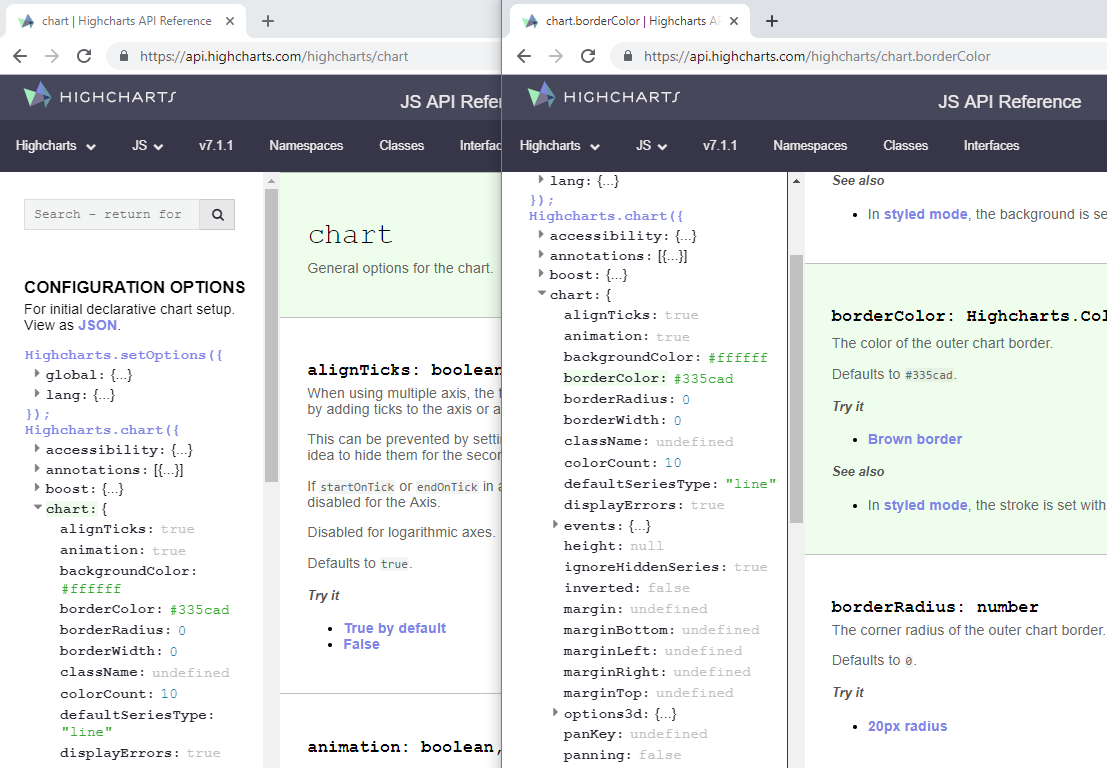 chart | Highcharts API Reference
https://api.highcharts.com/highcharts/chart
HIGHCHARTS
JS API Refe
Highcharts
JS
v7.1.1
Namespaces
Classes
Interfac
Search - return for
CONFIGURATION OPTIONS
For initial declarative chart setup.
View as JSON.
Highcharts.setOptions({
global: {...}
lang: {...}
});
Highcharts.chart({
accessibility: {...}
annotations: [{...}]
boost: {...}
chart: {
alignTicks: true
animation: true
backgroundColor:
#ffffff
borderColor: #335cad
borderRadius: 0
borderWidth: 0
className: undefined
colorCount: 10
defaultSeriesType:
"line"
displayErrors: true
chart
General options for the chart.
alignTicks: boolean
When using multiple axis, the t
by adding ticks to the axis or a
This can be prevented by setti
idea to hide them for the secon
If startOnTick or endOnTick in a
disabled for the Axis.
Disabled for logarithmic axes.
Defaults to true.
Try it
• True by default
• False
animation: boolean,
chart.borderColor | Highcharts AP
https://api.highcharts.com/highcharts/chart.borderColor
HIGHCHARTS
JS API Reference
Highcharts
JS
v7.1.1
Namespaces
Classes
Interfaces
lang: {...}
});
Highcharts.chart({
accessibility: {...}
annotations: [{...}]
boost: {...}
chart: {
alignTicks: true
animation: true
backgroundColor: #ffffff
borderColor: #335cad
borderRadius: 0
borderWidth: 0
className: undefined
colorCount: 10
defaultSeriesType: "line"
displayErrors: true
events: {...}
height: null
ignoreHiddenSeries: true
inverted: false
margin: undefined
marginBottom: undefined
marginLeft: undefined
marginRight: undefined
marginTop: undefined
options3d: {...}
panKey: undefined
panning: false
See also
• In styled mode, the background is se
borderColor: Highcharts.Col
The color of the outer chart border.
Defaults to #335cad.
Try it
• Brown border
See also
• In styled mode, the stroke is set with
borderRadius: number
The corner radius of the outer chart border.
Defaults to 0.
Try it
• 20px radius